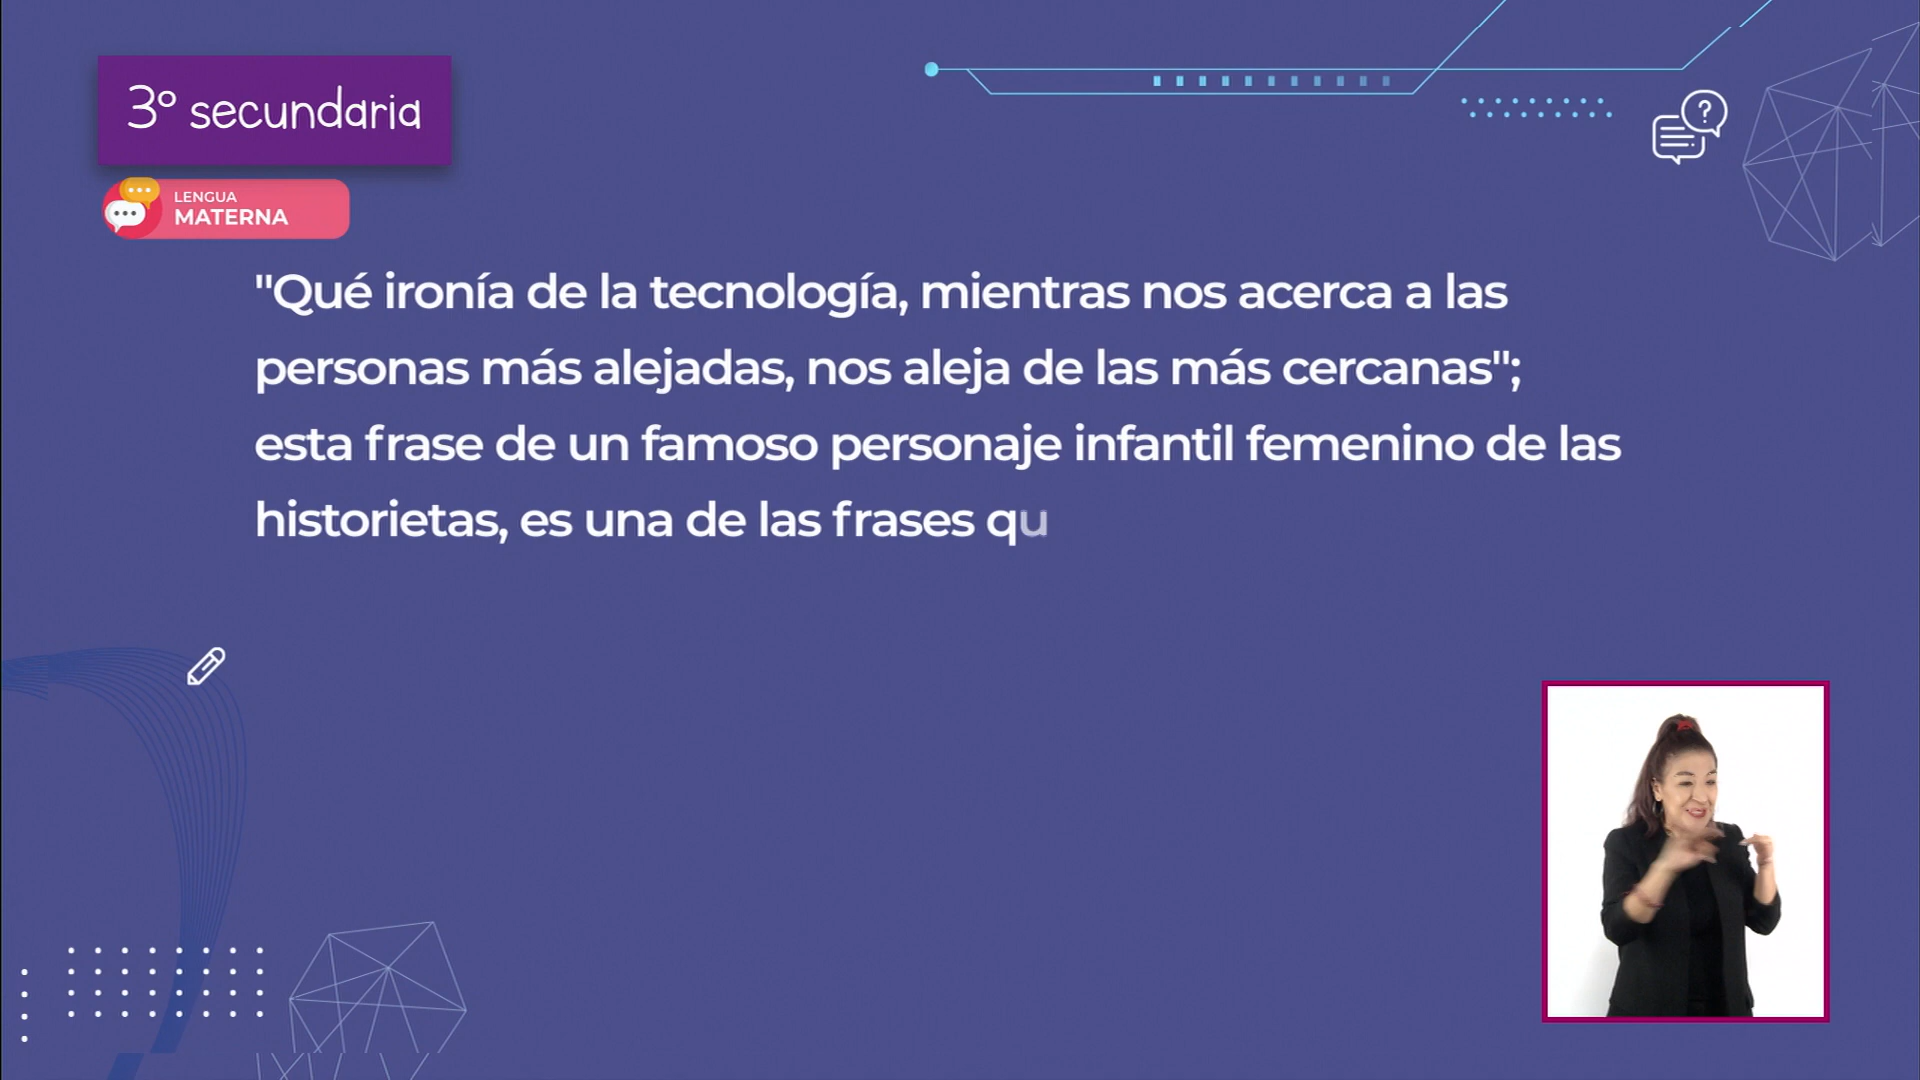 3° secundaria
LENGUA
MATERNA
"Qué ironía de la tecnología, mientras nos acerca a las
personas más alejadas, nos aleja de las más cercanas";
esta frase de un famoso personaje infantil femenino de las
historietas, es una de las frases qu